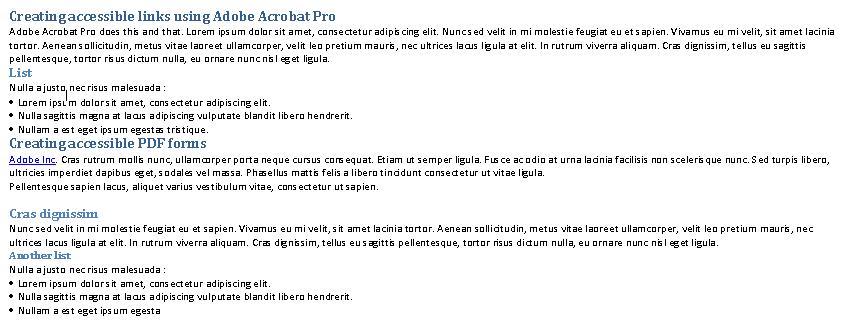 Creating accessible links using Adobe Acrobat Pro
Adobe Acrobat Pro does this and that. Lorem ipsum dolor sit amet, consectetur adipiscing elit. Nunc sed velit in mi molestie feugiat eu et sapien. Vivamus eu mi velit, sit amet lacinia
tortor. Aenean sollicitudin, metus vitae laoreet ullamcorper, velit leo pretium mauris, nec ultrices lacus ligula at elit. In rutrum viverra aliquam. Cras dignissim, tellus eu sagittis
pellentesque, tortor risus dictum nulla, eu ornare nunc nisl eget ligula.
List
Nulla a justo nec risus malesuada :
• Lorem ipsum dolor sit amet, consectetur adipiscing elit.
• Nulla sagittis magna at lacus adipiscing vulputate blandit libero hendrerit.
• Nullam a est eget ipsum egestas tristique.
Creating accessible PDF forms
Adobe Inc. Cras rutrum mollis nunc, ullamcorper porta neque cursus consequat. Etiam ut semper ligula. Fusce ac odio at urna lacinia facilisis non scelerisque nunc. Sed turpis libero,
ultricies imperdiet dapibus eget, sodales vel massa. Phasellus mattis felis a libero tincidunt consectetur ut vitae ligula.
Pellentesque sapien lacus, aliquet varius vestibulum vitae, consectetur ut sapien.
Cras dignissim
Nunc sed velit in mi molestie feugiat eu et sapien. Vivamus eu mi velit, sit amet lacinia tortor. Aenean sollicitudin, metus vitae laoreet ullamcorper, velit leo pretium mauris, nec
ultrices lacus ligula at elit. In rutrum viverra aliquam. Cras dignissim, tellus eu sagittis pellentesque, tortor risus dictum nulla, eu ornare nunc nisl eget ligula.
Another list
Nulla a justo nec risus malesuada :
• Lorem ipsum dolor sit amet, consectetur adipiscing elit.
• Nulla sagittis magna at lacus adipiscing vulputate blandit libero hendrerit.
• Nullam a est eget ipsum egesta